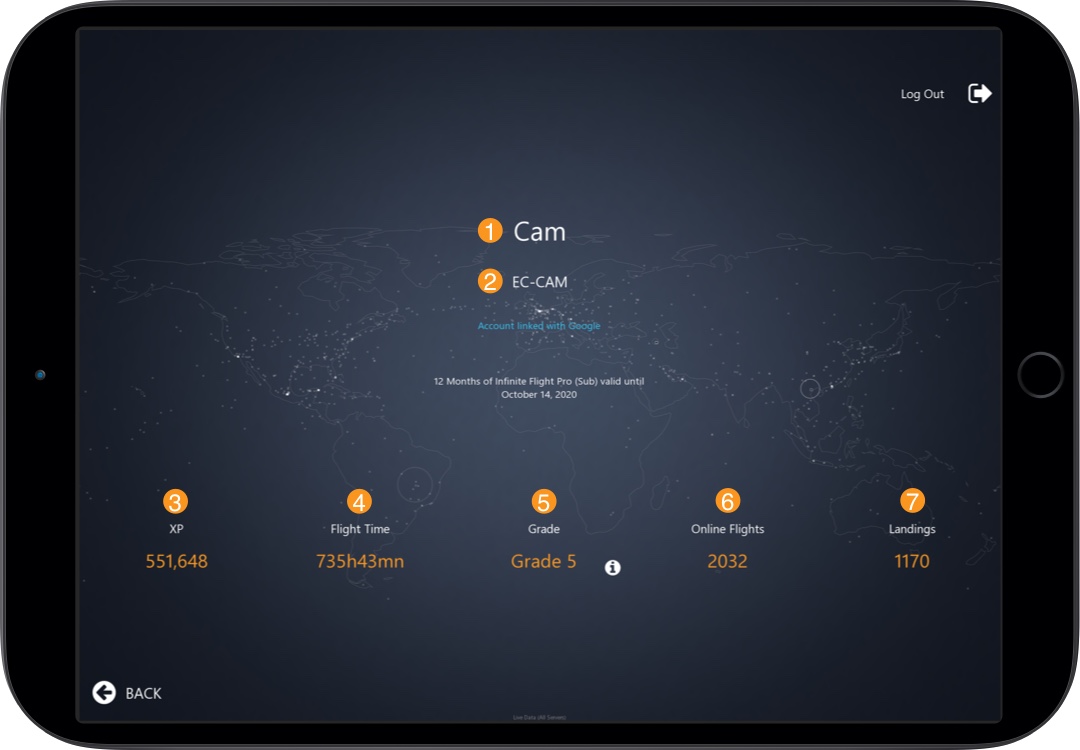 Log Out
1 Cam
2 EC-CAM
Account linked with Google
12 Months of Infinite Flight Pro (Sub) valid until
October 14, 2020
3 4 5 6 7
XP Flight Time Grade Online Flights Landings
551,648 735h43mn Grade 5 i 2032 1170
BACK
Live Data (All Servers)